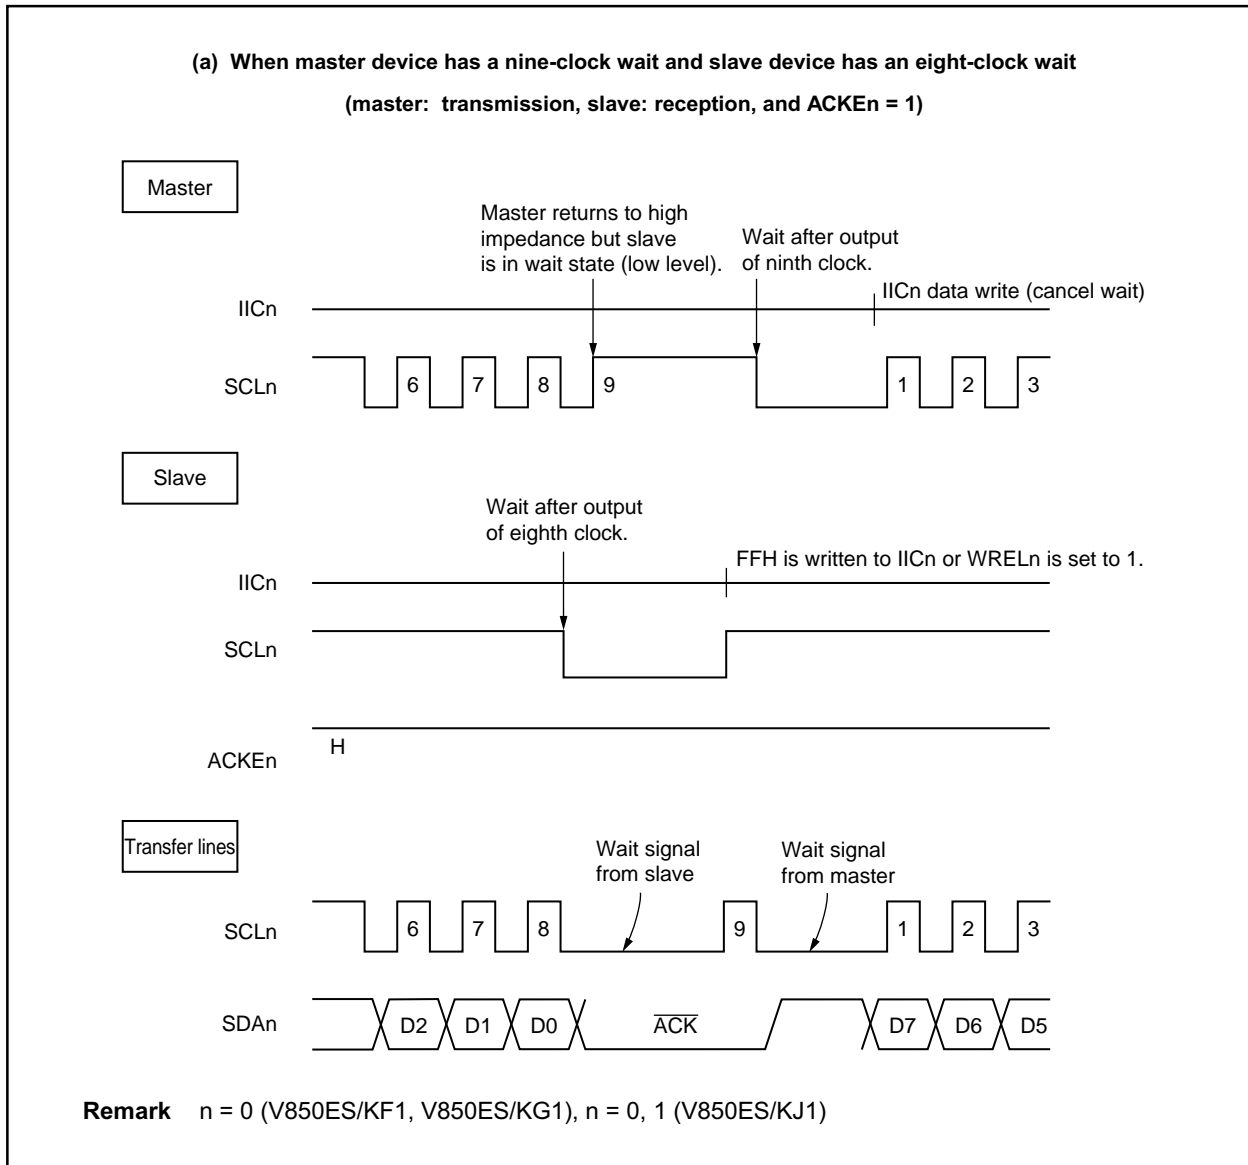 (a) When master device has a nine-clock wait and slave device has an eight-clock wait
(master: transmission, slave: reception, and ACKEn = 1)
Master
Master returns to high
impedance but slave
is in wait state (low level).
Wait after output
of ninth clock.
IICn data write (cancel wait)
IICn
SCLn
6 7 8 9 1 2 3
Slave
Wait after output
of eighth clock.
FFH is written to IICn or WRELn is set to 1.
IICn
SCLn
H
ACKEn
Transfer lines
Wait signal
from slave
Wait signal
from master
SCLn
6 7 8 9 1 2 3
SDAn
D2 D1 D0 ACK D7 D6 D5
Remark n = 0 (V850ES/KF1, V850ES/KG1), n = 0, 1 (V850ES/KJ1)